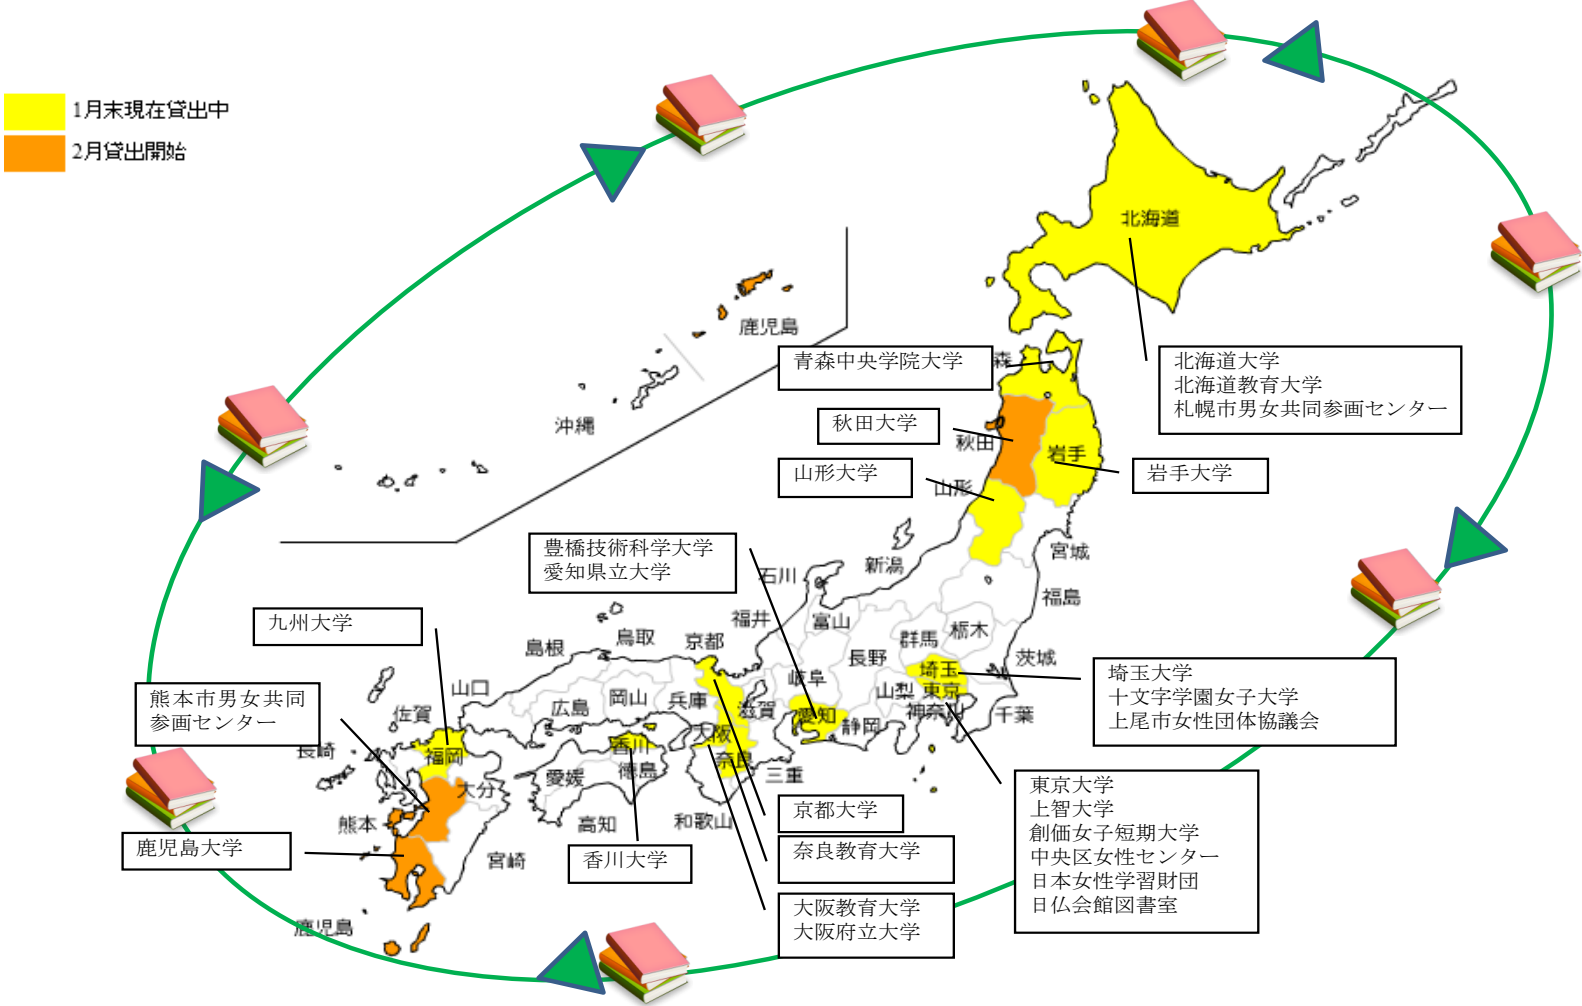 1月末現在貸出中
2月貸出開始
北海道
鹿児島
沖縄
青森中央学院大学
森
北海道大学
北海道教育大学
札幌市男女共同参画センター
秋田大学
秋田
岩手
山形大学
山形
岩手大学
豊橋技術科学大学
愛知県立大学
石川
新潟
宮城
福島
九州大学
福井
富山
群馬
栃木
島根
鳥取
京都
長野
茨城
岐阜
埼玉
埼玉大学
十文字学園女子大学
上尾市女性団体協議会
熊本市男女共同
参画センター
山口
佐賀
広島
岡山
兵庫
滋賀
愛知
静岡
山梨
東京
神奈川
千葉
長崎
福岡
香川
大阪
奈良
愛媛
徳島
三重
大分
熊本
高知
和歌山
京都大学
東京大学
上智大学
創価女子短期大学
中央区女性センター
日本女性学習財団
日仏会館図書室
鹿児島大学
宮崎
香川大学
奈良教育大学
大阪教育大学
大阪府立大学
鹿児島